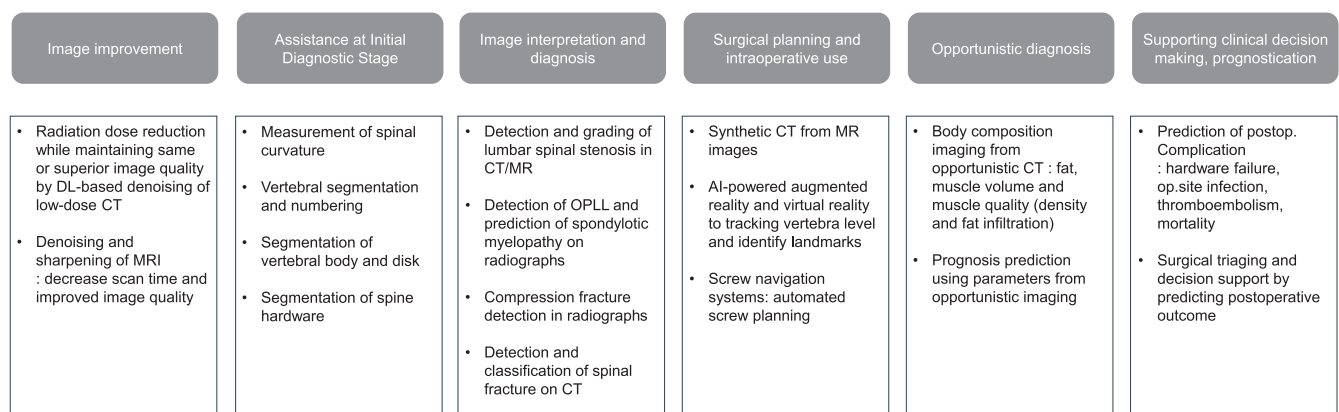 Image improvement
Assistance at Initial
Diagnostic Stage
Image interpretation and
diagnosis
Surgical planning and
intraoperative use
Opportunistic diagnosis
Supporting clinical decision
making, prognostication
• Radiation dose reduction
while maintaining same
or superior image quality
by DL-based denoising of
low-dose CT
• Denoising and
sharpening of MRI
: decrease scan time and
improved image quality
• Measurement of spinal
curvature
• Vertebral segmentation
and numbering
• Segmentation of
vertebral body and disk
• Segmentation of spine
hardware
• Detection and grading of
lumbar spinal stenosis in
CT/MR
• Detection of OPLL and
prediction of spondylotic
myelopathy on
radiographs
• Compression fracture
detection in radiographs
• Detection and
classification of spinal
fracture on CT
• Synthetic CT from MR
images
• AI-powered augmented
reality and virtual reality
to tracking vertebra level
and identify landmarks
• Screw navigation
systems: automated
screw planning
• Body composition
imaging from
opportunistic CT : fat,
muscle volume and
muscle quality (density
and fat infiltration)
• Prognosis prediction
using parameters from
opportunistic imaging
• Prediction of postop.
Complication
: hardware failure,
op.site infection,
thromboembolism,
mortality
• Surgical triaging and
decision support by
predicting postoperative
outcome